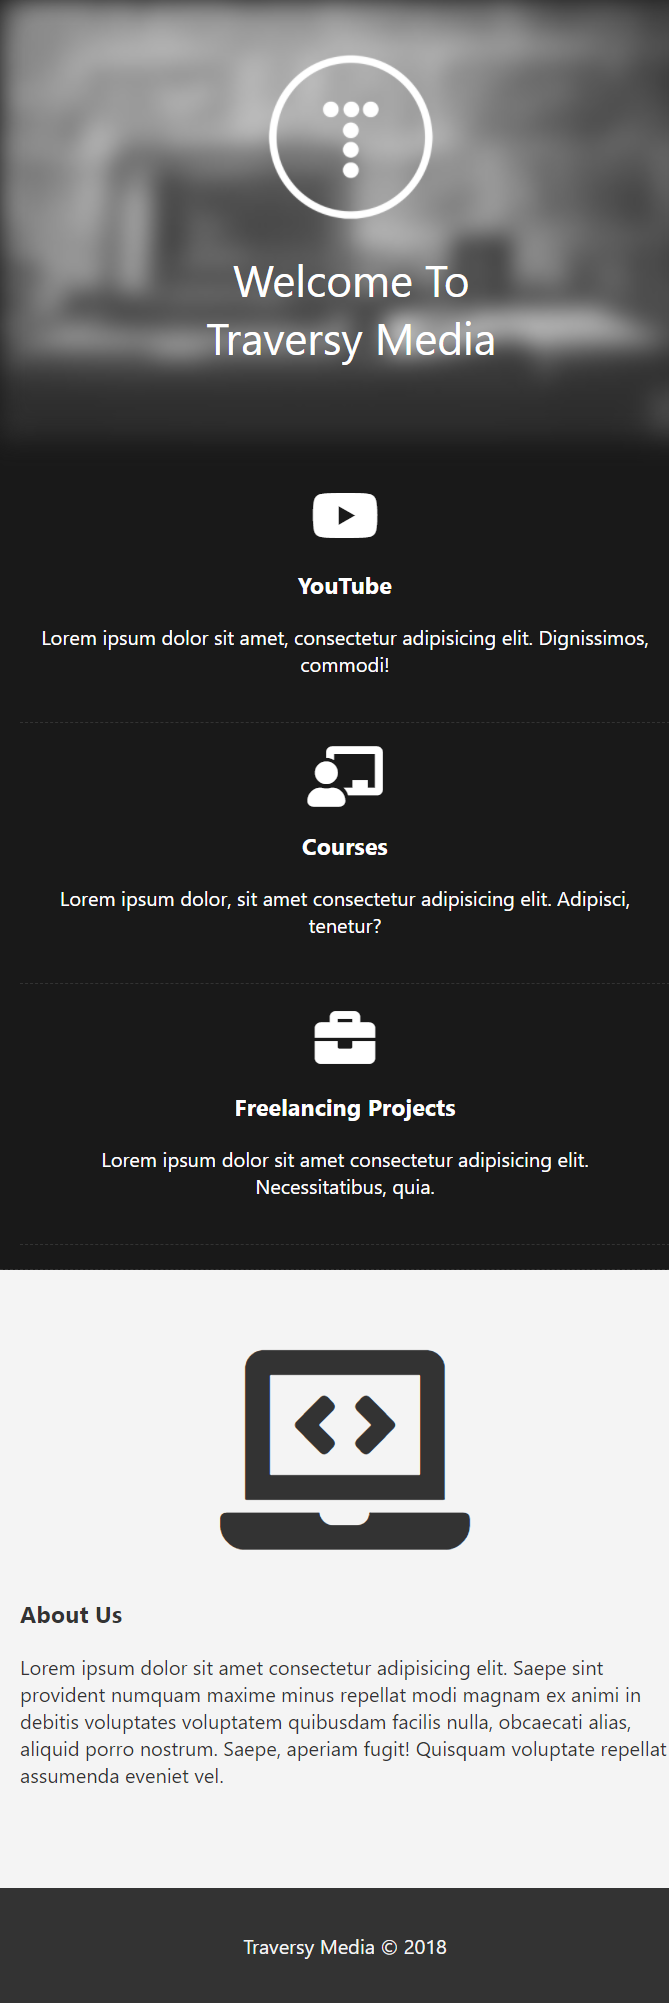 T
Welcome To
Traversy Media
YouTube
Lorem ipsum dolor sit amet, consectetur adipisicing elit. Dignissimos,
commodi!
Courses
Lorem ipsum dolor, sit amet consectetur adipisicing elit. Adipisci,
tenetur?
Freelancing Projects
Lorem ipsum dolor sit amet consectetur adipisicing elit.
Necessitatibus, quia.
About Us
Lorem ipsum dolor sit amet consectetur adipisicing elit. Saepe sint
provident numquam maxime minus repellat modi magnam ex animi in
debitis voluptates voluptatem quibusdam facilis nulla, obcaecati alias,
aliquid porro nostrum. Saepe, aperiam fugit! Quisquam voluptate repellat
assumenda eveniet vel.
Traversy Media © 2018